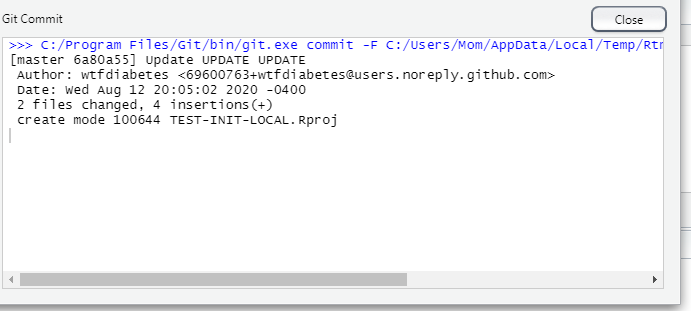 Git Commit
Close
>>> C:/Program Files/Git/bin/git.exe commit -F C:/Users/Mom/AppData/Local/Temp/Rtm
[master 6a80a55] Update UPDATE UPDATE
Author: wtfdiabetes <69600763+wtfdiabetes@users.noreply.github.com>
Date: Wed Aug 12 20:05:02 2020 -0400
2 files changed, 4 insertions(+)
create mode 100644 TEST-INIT-LOCAL.Rproj